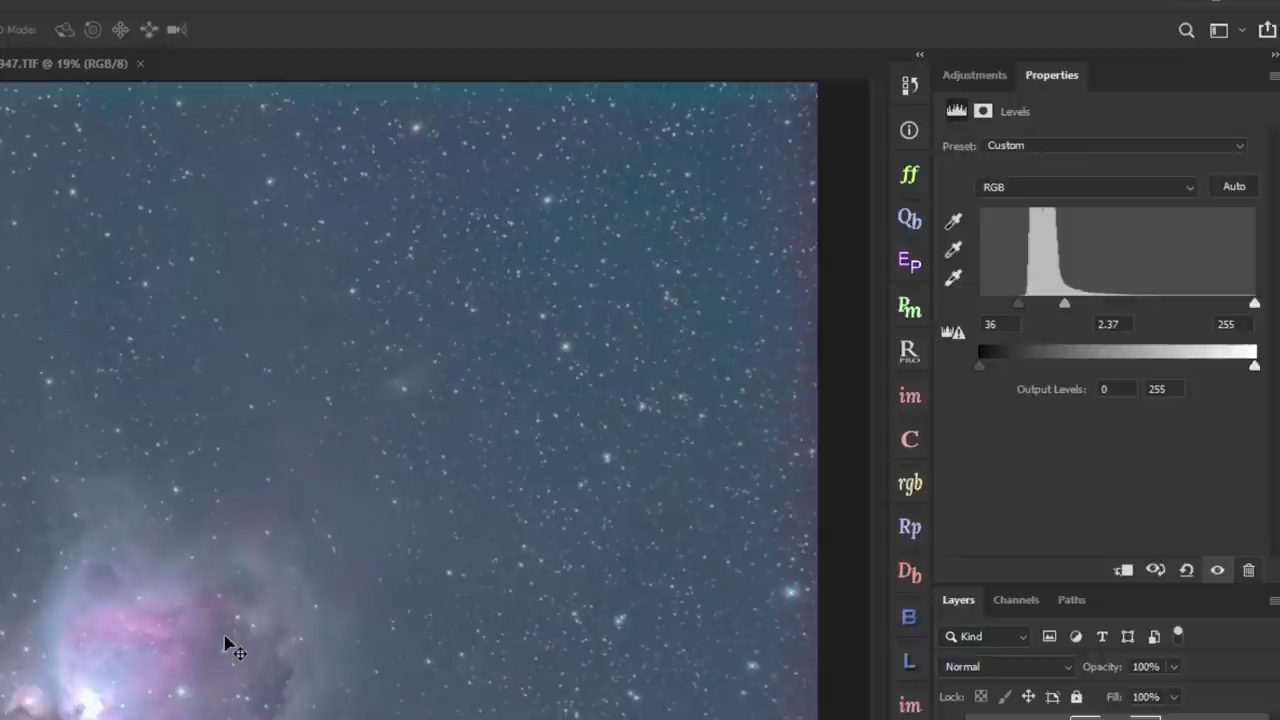 D Mode:
947.TIF @ 19% (RGB/8) ×
Adjustments Properties
Levels
Preset: Custom
RGB Auto
36 2.37 255
Output Levels: 0 255
ff
Qb
EP
Pm
R PRO
im
C
rgb
Rp
Db
B
L
im
Layers Channels Paths
Kind
Normal Opacity: 100%
Lock: Fill: 100%